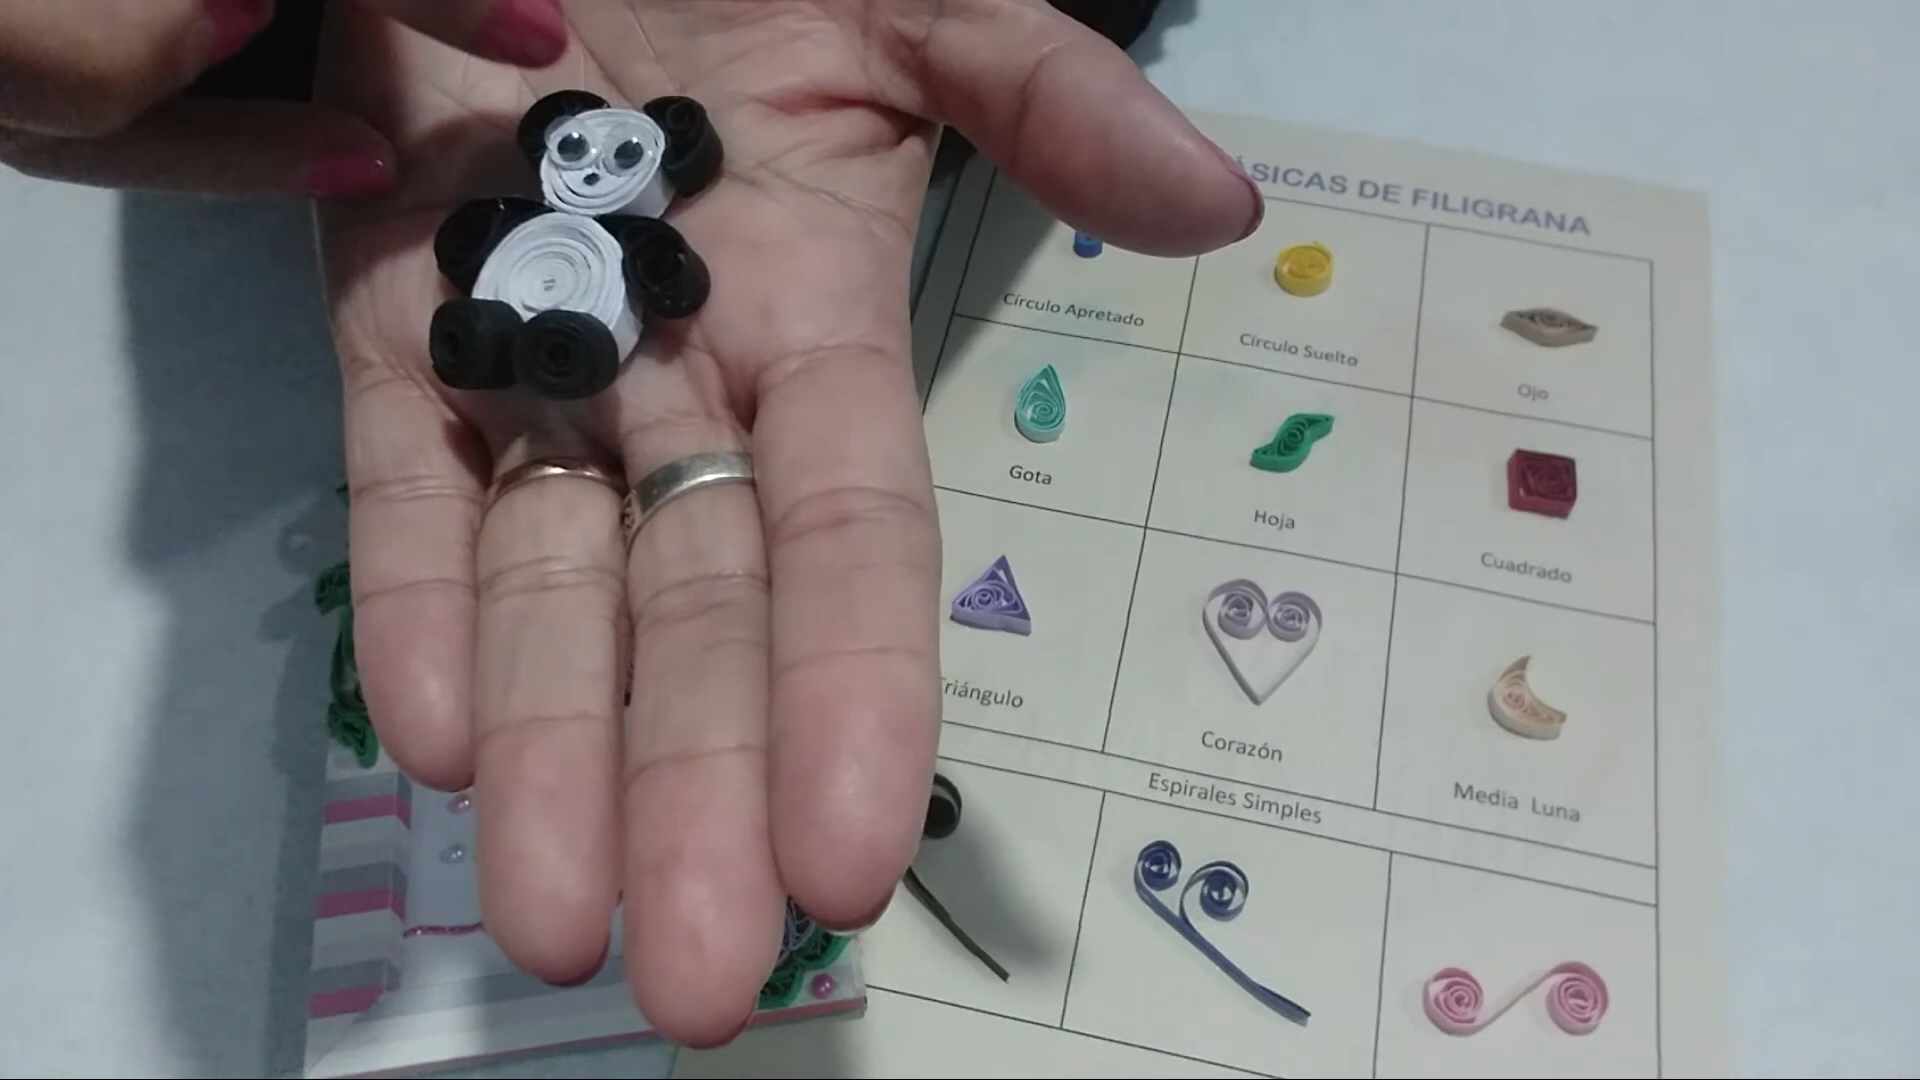 ÁSICAS DE FILIGRANA
Círculo Apretado
Círculo Suelto
Ojo
Gota
Hoja
Cuadrado
Triángulo
Corazón
Media Luna
Espirales Simples